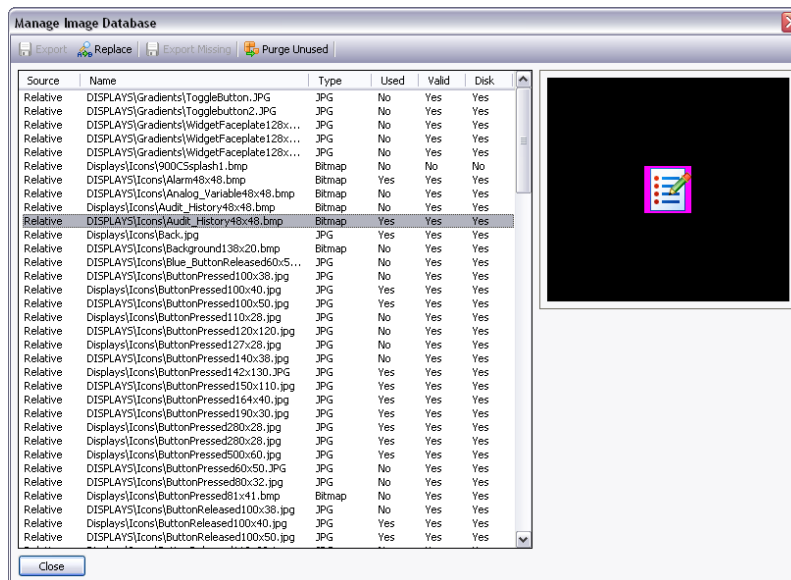 Manage Image Database
Export Replace Export Missing Purge Unused
Source Name Type Used Valid Disk
Relative DISPLAYS\Gradients\ToggleButton.JPG JPG No Yes Yes
Relative DISPLAYS\Gradients\Togglebutton2.JPG JPG No Yes Yes
Relative DISPLAYS\Gradients\WidgetFaceplate128x... JPG No Yes Yes
Relative DISPLAYS\Gradients\WidgetFaceplate128x... JPG No Yes Yes
Relative DISPLAYS\Gradients\WidgetFaceplate128x... JPG No Yes Yes
Relative Displays\Icons\900CSsplash1.bmp Bitmap No No No
Relative DISPLAYS\Icons\Alarm48x48.bmp Bitmap Yes Yes Yes
Relative DISPLAYS\Icons\Analog_Variable48x48.bmp Bitmap No Yes Yes
Relative Displays\Icons\Audit_History48x48.bmp Bitmap No Yes Yes
Relative DISPLAYS\Icons\Audit_History48x48.bmp Bitmap Yes Yes Yes
Relative DISPLAYS\Icons\Back.jpg JPG Yes Yes Yes
Relative DISPLAYS\Icons\Background138x20.bmp Bitmap No Yes Yes
Relative DISPLAYS\Icons\Blue_ButtonReleased60x5... JPG No Yes Yes
Relative DISPLAYS\Icons\ButtonPressed100x38.jpg JPG No Yes Yes
Relative Displays\Icons\ButtonPressed100x40.jpg JPG Yes Yes Yes
Relative DISPLAYS\Icons\ButtonPressed100x50.jpg JPG Yes Yes Yes
Relative Displays\Icons\ButtonPressed110x28.jpg JPG No Yes Yes
Relative Displays\Icons\ButtonPressed120x120.jpg JPG No Yes Yes
Relative Displays\Icons\ButtonPressed127x28.jpg JPG No Yes Yes
Relative DISPLAYS\Icons\ButtonPressed140x38.jpg JPG No Yes Yes
Relative Displays\Icons\ButtonPressed142x130.JPG JPG Yes Yes Yes
Relative DISPLAYS\Icons\ButtonPressed150x110.jpg JPG Yes Yes Yes
Relative DISPLAYS\Icons\ButtonPressed164x40.jpg JPG Yes Yes Yes
Relative DISPLAYS\Icons\ButtonPressed190x30.jpg JPG Yes Yes Yes
Relative Displays\Icons\ButtonPressed280x28.jpg JPG Yes Yes Yes
Relative DISPLAYS\Icons\ButtonPressed280x28.jpg JPG Yes Yes Yes
Relative Displays\Icons\ButtonPressed500x60.jpg JPG Yes Yes Yes
Relative DISPLAYS\Icons\ButtonPressed60x50.JPG JPG No Yes Yes
Relative DISPLAYS\Icons\ButtonPressed80x32.jpg JPG No Yes Yes
Relative Displays\Icons\ButtonPressed81x41.bmp Bitmap No Yes Yes
Relative DISPLAYS\Icons\ButtonReleased100x38.jpg JPG No Yes Yes
Relative Displays\Icons\ButtonReleased100x40.jpg JPG Yes Yes Yes
Relative DISPLAYS\Icons\ButtonReleased100x50.jpg JPG Yes Yes Yes
Close